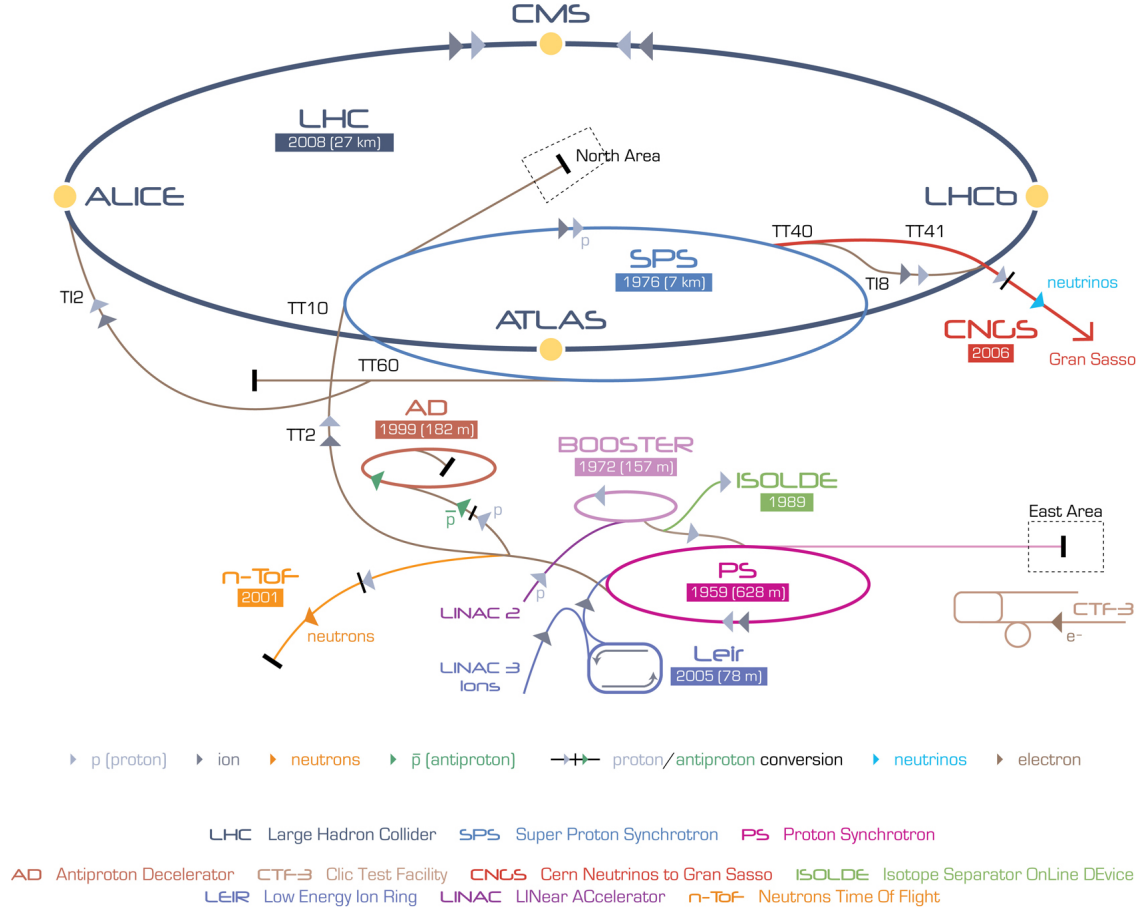 CMS
LHC
2008 (27 km)
North Area
ALICE
LHCb
p
TT40
TT41
SPS
1976 (7 km)
TI2
TT10
TI8
neutrinos
ATLAS
CNGS
2006
Gran Sasso
TT60
AD
1999 (182 m)
TT2
BOOSTER
1972 (157 m)
ISOLDE
1989
p̅
p
East Area
n-ToF
2001
PS
1959 (628 m)
LINAC 2
p
neutrons
CTF-3
e-
LINAC 3
Ions
Leir
2005 (78 m)
p (proton)
ion
neutrons
p̅ (antiproton)
proton/antiproton conversion
neutrinos
electron
LHC Large Hadron Collider
SPS Super Proton Synchrotron
PS Proton Synchrotron
AD Antiproton Decelerator
CTF-3 Clic Test Facility
CNGS Cern Neutrinos to Gran Sasso
ISOLDE Isotope Separator OnLine DEvice
LEIR Low Energy Ion Ring
LINAC LINear ACcelerator
n-ToF Neutrons Time Of Flight